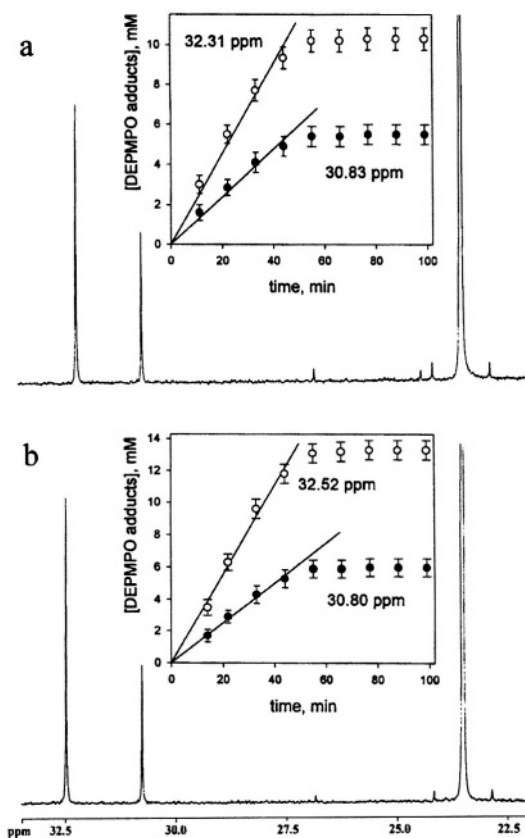 a
[DEPMPO adducts], mM
10
8
6
4
2
0
32.31 ppm
30.83 ppm
0 20 40 60 80 100
time, min
b
[DEPMPO adducts], mM
14
12
10
8
6
4
2
0
32.52 ppm
30.80 ppm
0 20 40 60 80 100
time, min
ppm 32.5 30.0 27.5 25.0 22.5